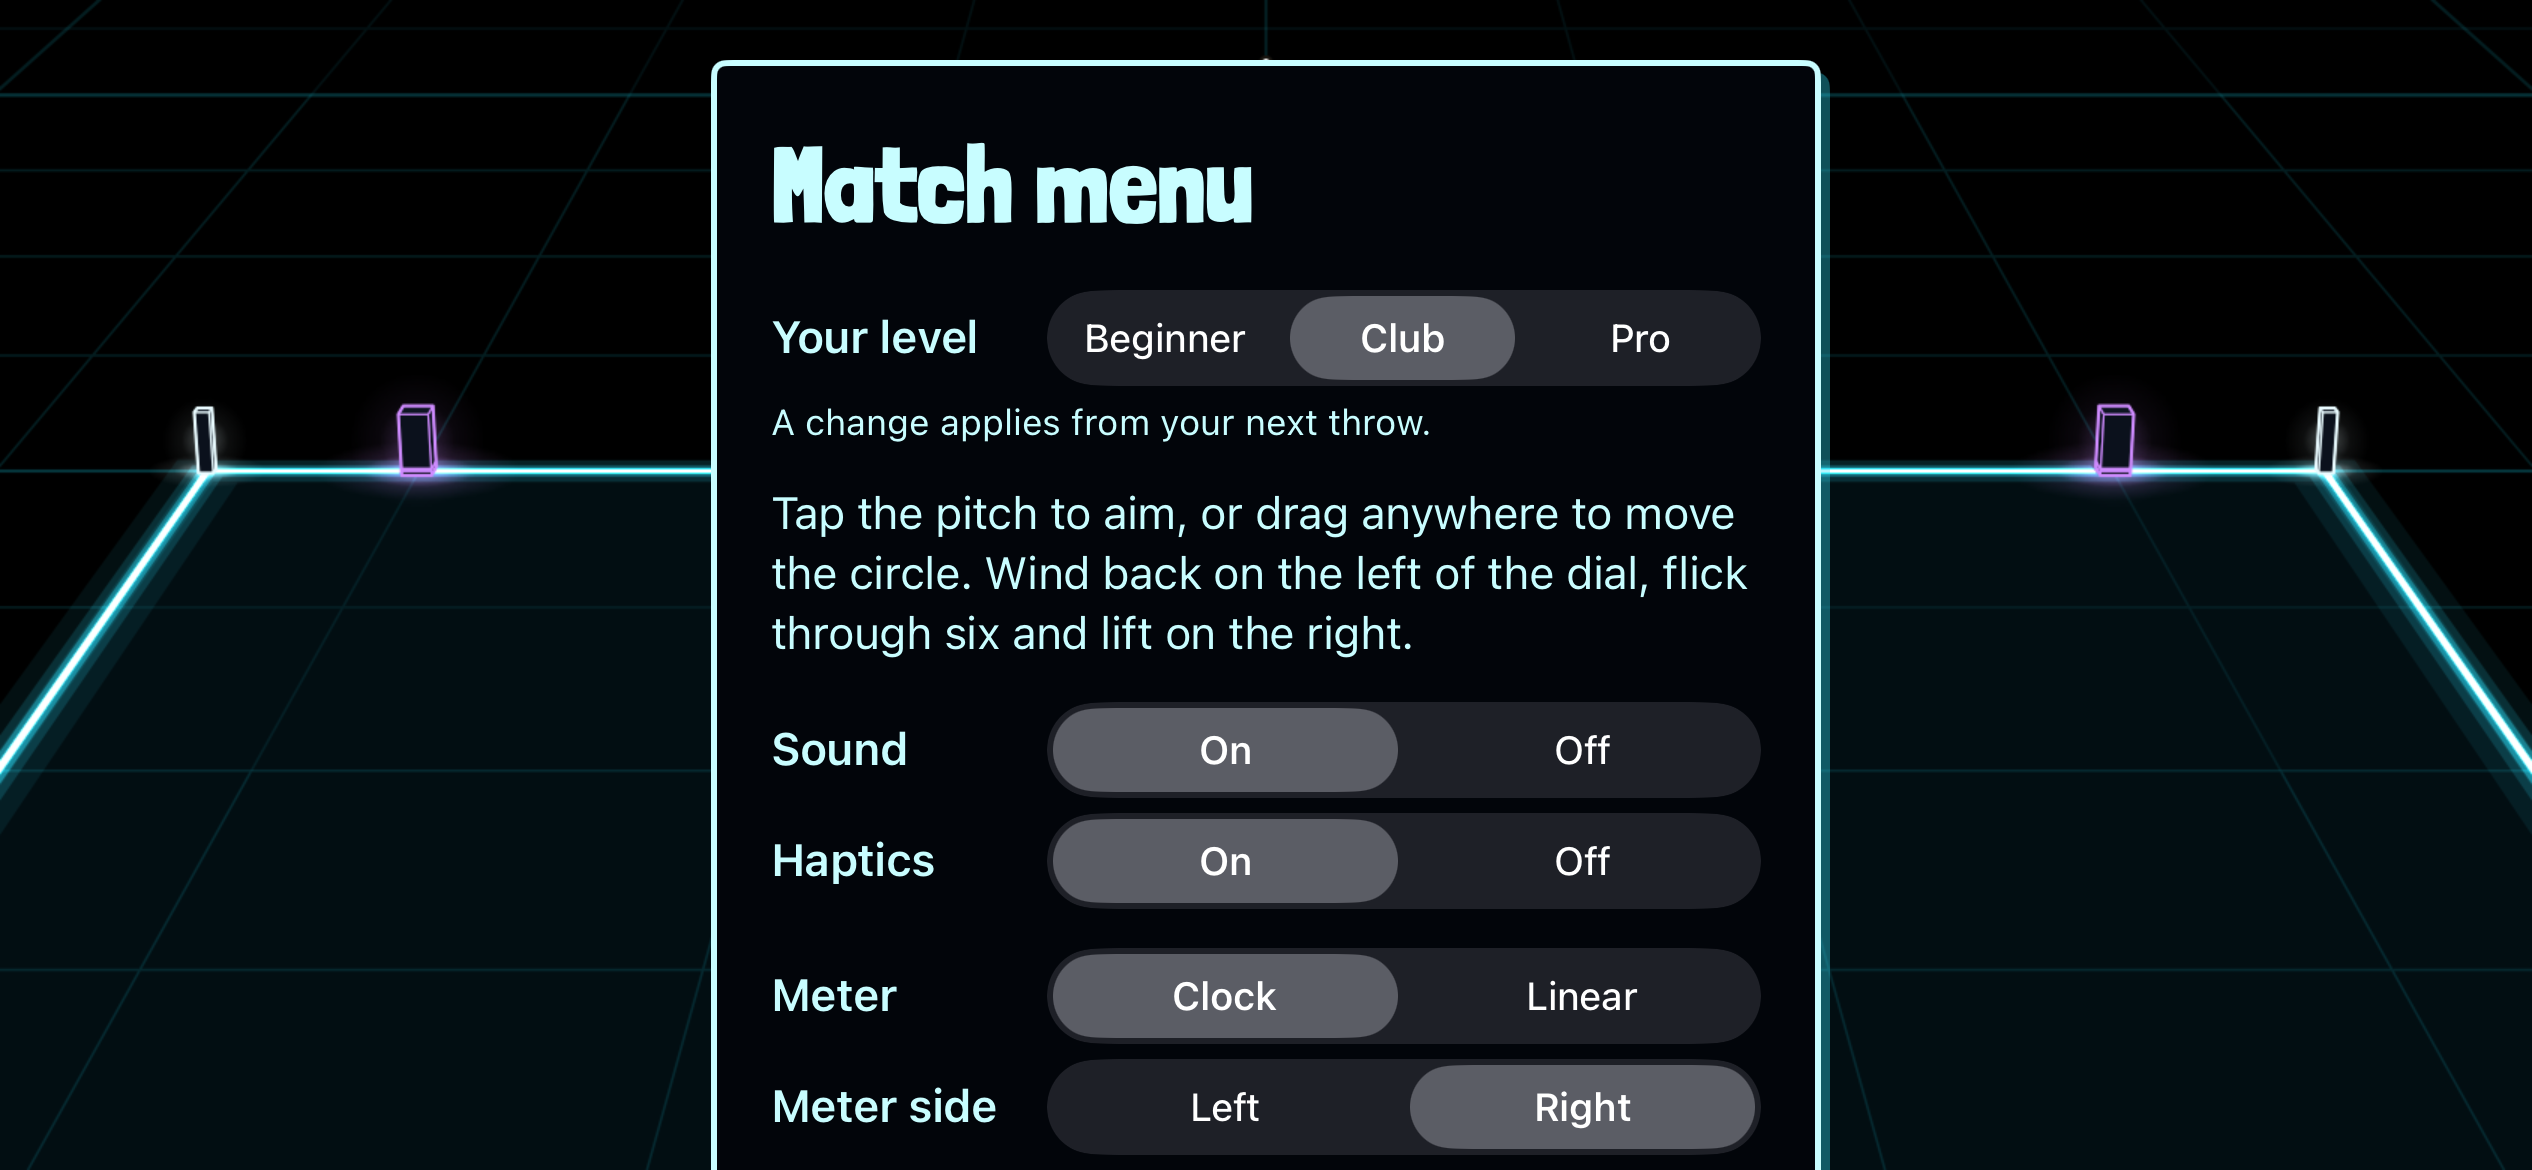 Match menu
Your level Beginner Club Pro
A change applies from your next throw.
Tap the pitch to aim, or drag anywhere to move
the circle. Wind back on the left of the dial, flick
through six and lift on the right.
Sound On Off
Haptics On Off
Meter Clock Linear
Meter side Left Right